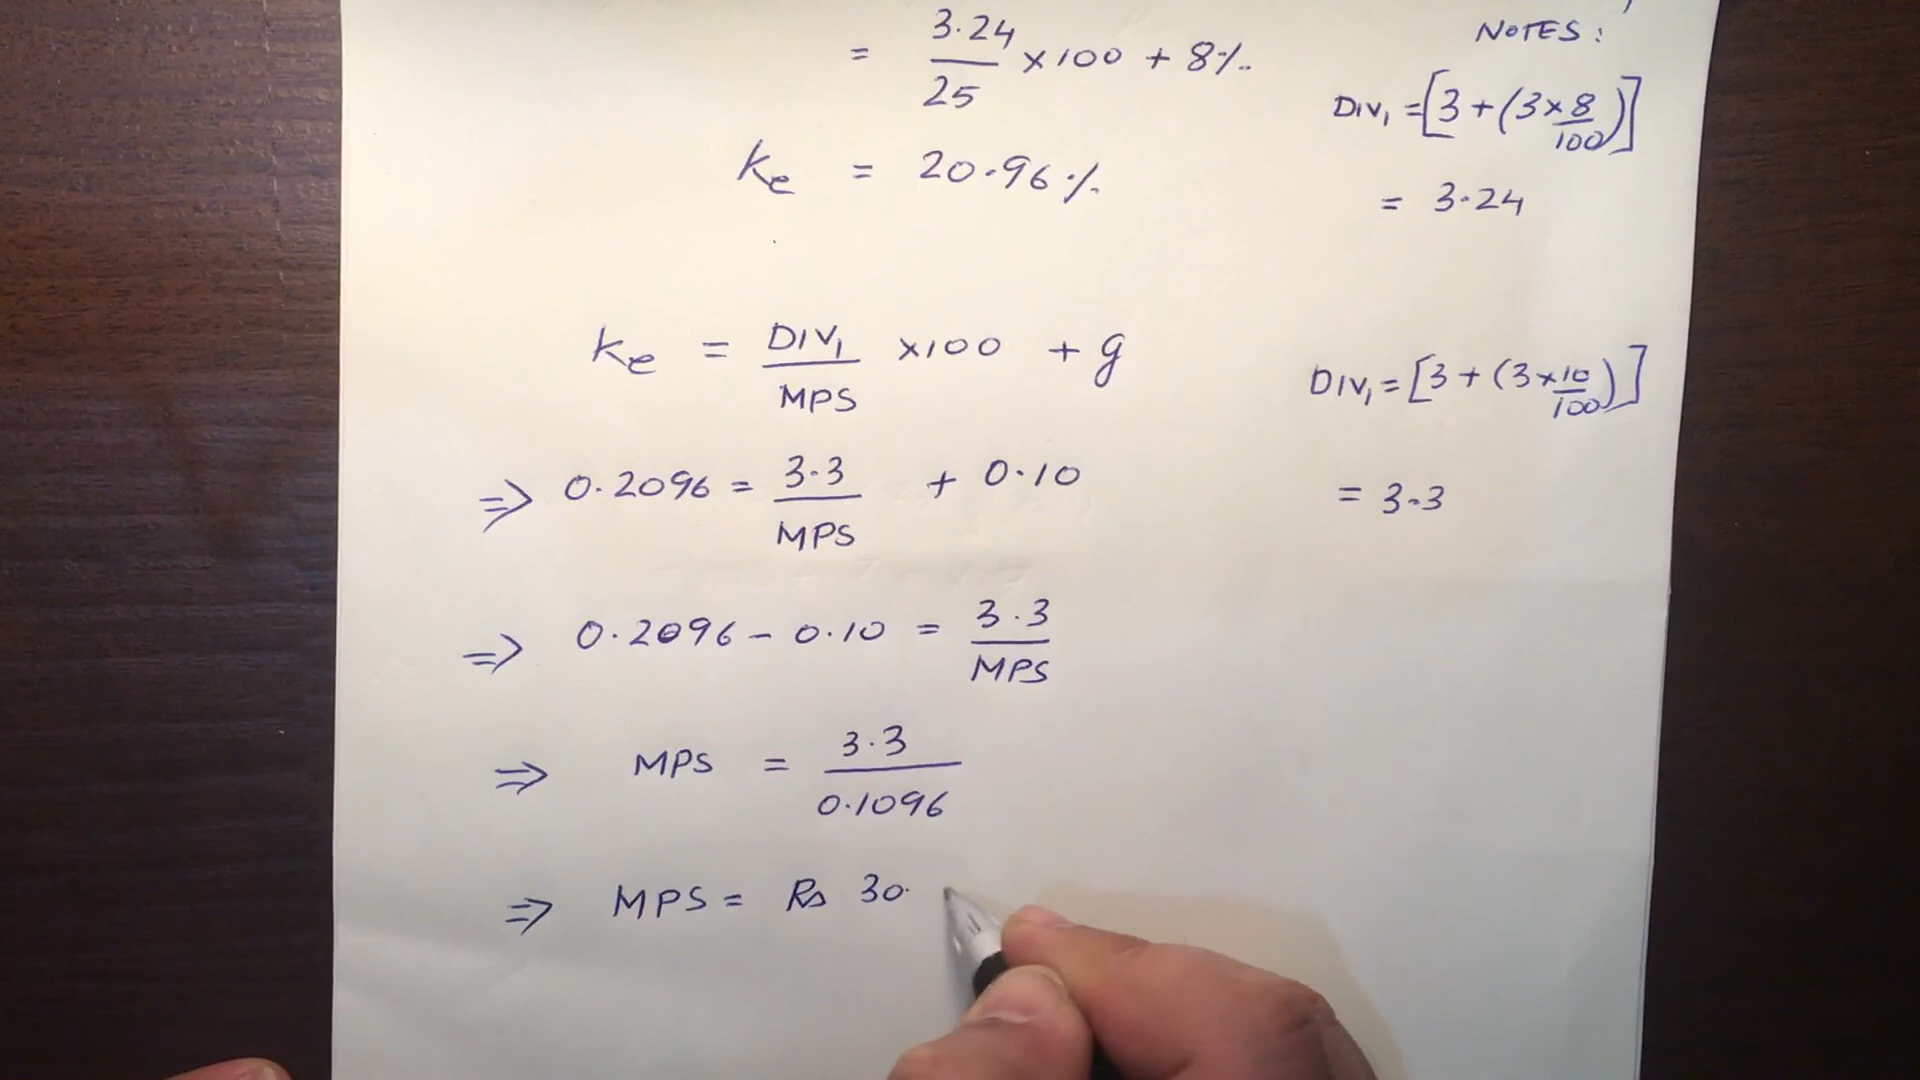 = 3.24/25 × 100 + 8%
ke = 20.96%
ke = DIV₁/MPS ×100 + g
⇒ 0.2096 = 3.3/MPS + 0.10
⇒ 0.2096 − 0.10 = 3.3/MPS
⇒ MPS = 3.3/0.1096
⇒ MPS = Rs 30.
NOTES:
DIV₁ = [3 + (3×8/100)]
= 3.24
DIV₁ = [3 + (3×10/100)]
= 3.3